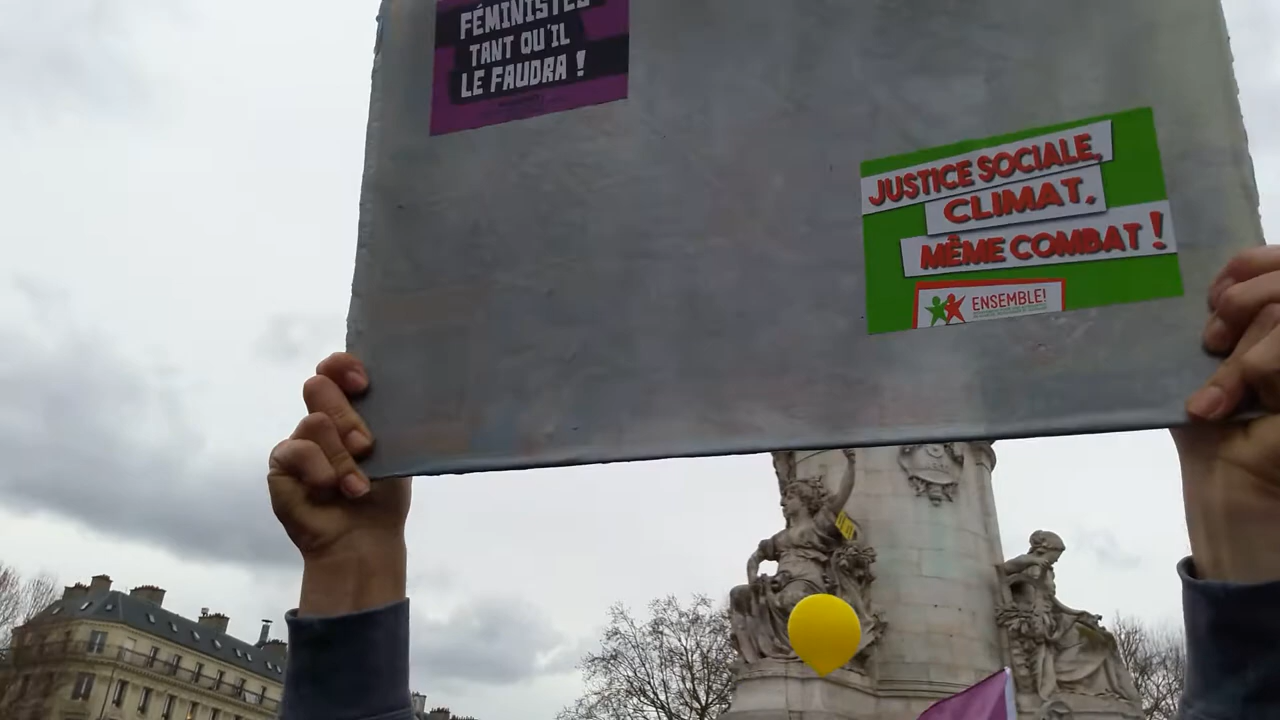 FÉMINISTES
TANT QU'IL
LE FAUDRA !
JUSTICE SOCIALE,
CLIMAT,
MÊME COMBAT !
ENSEMBLE!